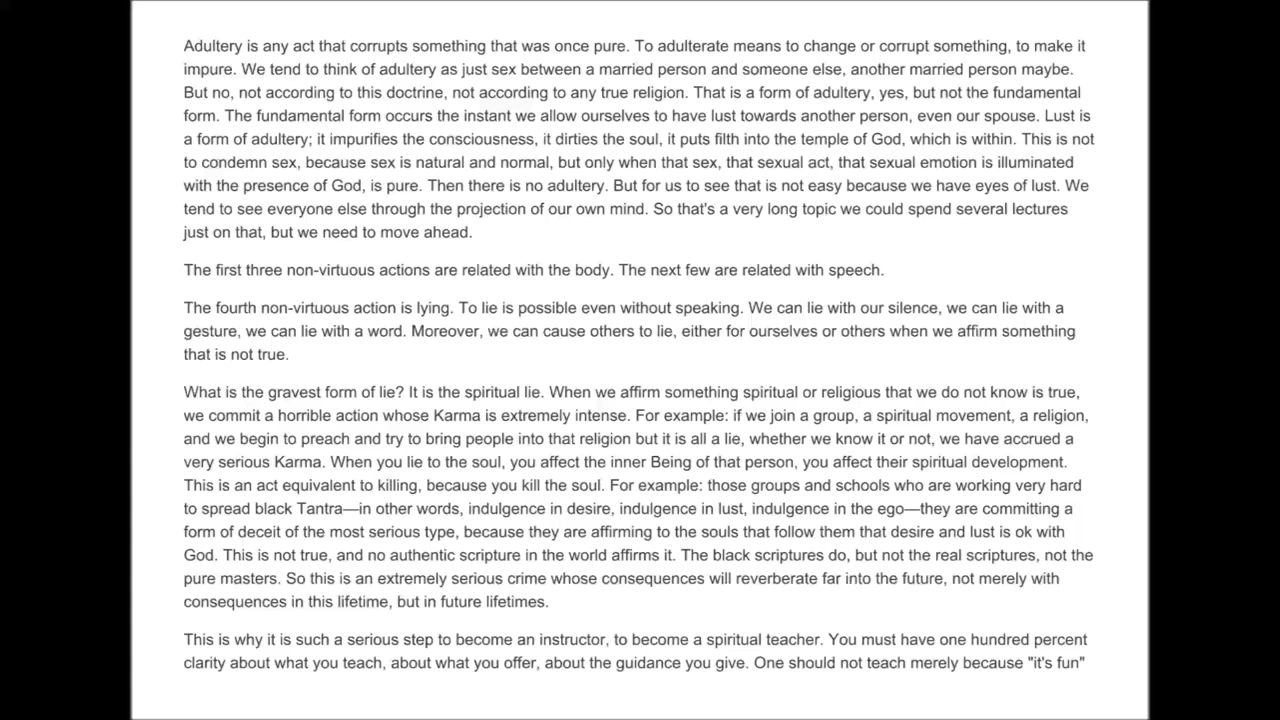 Adultery is any act that corrupts something that was once pure. To adulterate means to change or corrupt something, to make it
impure. We tend to think of adultery as just sex between a married person and someone else, another married person maybe.
But no, not according to this doctrine, not according to any true religion. That is a form of adultery, yes, but not the fundamental
form. The fundamental form occurs the instant we allow ourselves to have lust towards another person, even our spouse. Lust is
a form of adultery; it impurifies the consciousness, it dirties the soul, it puts filth into the temple of God, which is within. This is not
to condemn sex, because sex is natural and normal, but only when that sex, that sexual act, that sexual emotion is illuminated
with the presence of God, is pure. Then there is no adultery. But for us to see that is not easy because we have eyes of lust. We
tend to see everyone else through the projection of our own mind. So that's a very long topic we could spend several lectures
just on that, but we need to move ahead.
The first three non-virtuous actions are related with the body. The next few are related with speech.
The fourth non-virtuous action is lying. To lie is possible even without speaking. We can lie with our silence, we can lie with a
gesture, we can lie with a word. Moreover, we can cause others to lie, either for ourselves or others when we affirm something
that is not true.
What is the gravest form of lie? It is the spiritual lie. When we affirm something spiritual or religious that we do not know is true,
we commit a horrible action whose Karma is extremely intense. For example: if we join a group, a spiritual movement, a religion,
and we begin to preach and try to bring people into that religion but it is all a lie, whether we know it or not, we have accrued a
very serious Karma. When you lie to the soul, you affect the inner Being of that person, you affect their spiritual development.
This is an act equivalent to killing, because you kill the soul. For example: those groups and schools who are working very hard
to spread black Tantra—in other words, indulgence in desire, indulgence in lust, indulgence in the ego—they are committing a
form of deceit of the most serious type, because they are affirming to the souls that follow them that desire and lust is ok with
God. This is not true, and no authentic scripture in the world affirms it. The black scriptures do, but not the real scriptures, not the
pure masters. So this is an extremely serious crime whose consequences will reverberate far into the future, not merely with
consequences in this lifetime, but in future lifetimes.
This is why it is such a serious step to become an instructor, to become a spiritual teacher. You must have one hundred percent
clarity about what you teach, about what you offer, about the guidance you give. One should not teach merely because "it's fun"